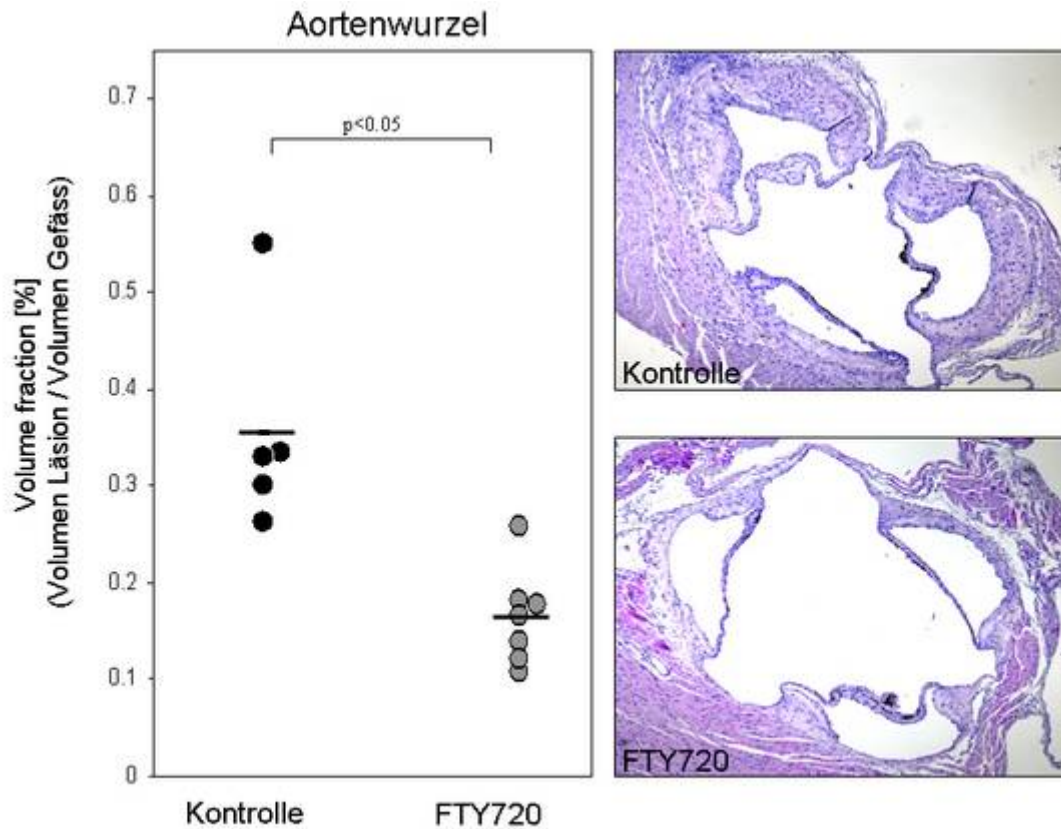 Aortenwurzel
Volume fraction [%]
(Volumen Läsion / Volumen Gefäss)
0.7
0.6
0.5
0.4
0.3
0.2
0.1
0
p<0.05
Kontrolle
FTY720
Kontrolle
FTY720